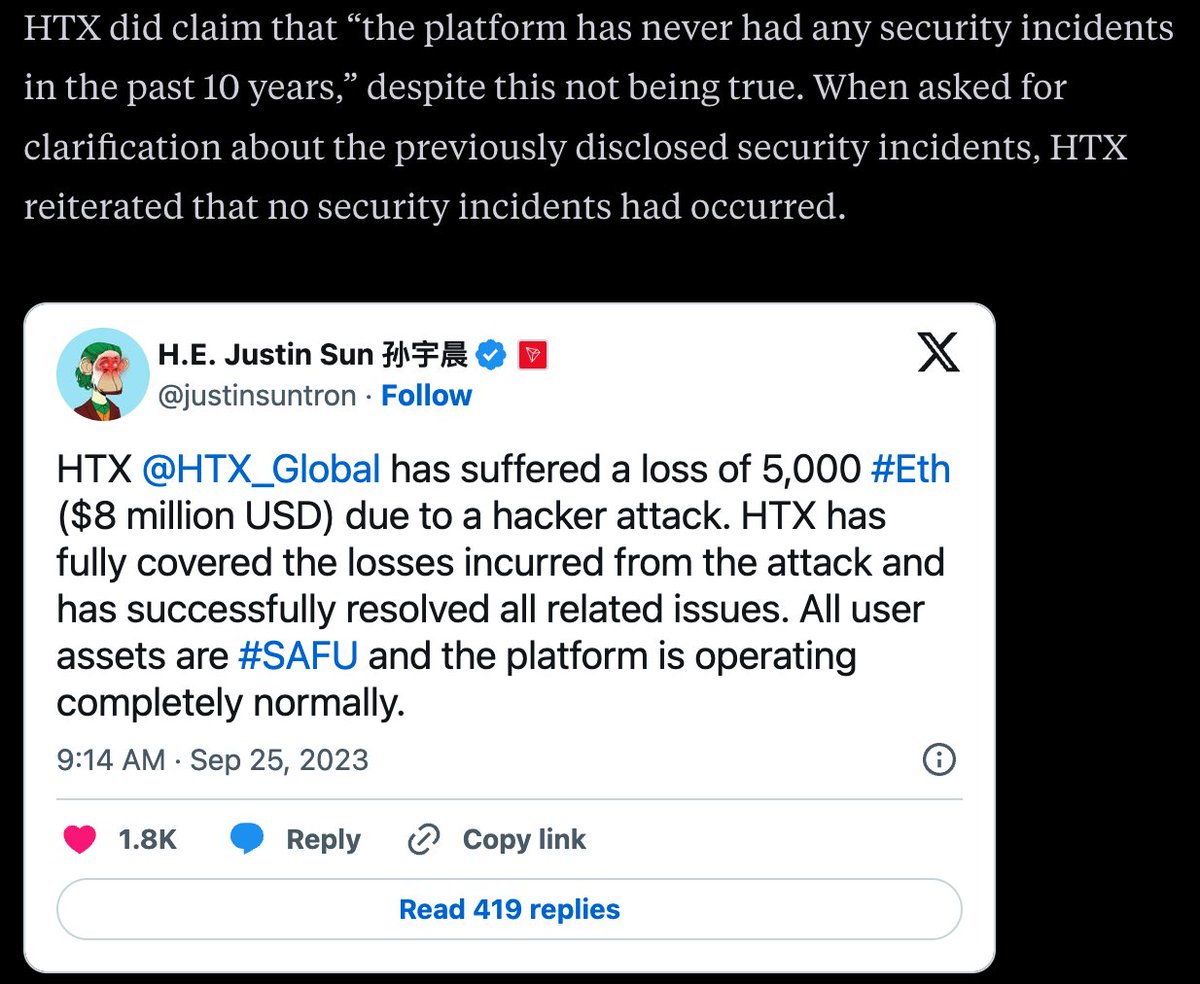 HTX did claim that “the platform has never had any security incidents
in the past 10 years,” despite this not being true. When asked for
clarification about the previously disclosed security incidents, HTX
reiterated that no security incidents had occurred.
H.E. Justin Sun 孙宇晨
@justinsuntron · Follow
HTX @HTX_Global has suffered a loss of 5,000 #Eth
($8 million USD) due to a hacker attack. HTX has
fully covered the losses incurred from the attack and
has successfully resolved all related issues. All user
assets are #SAFU and the platform is operating
completely normally.
9:14 AM · Sep 25, 2023
1.8K Reply Copy link
Read 419 replies